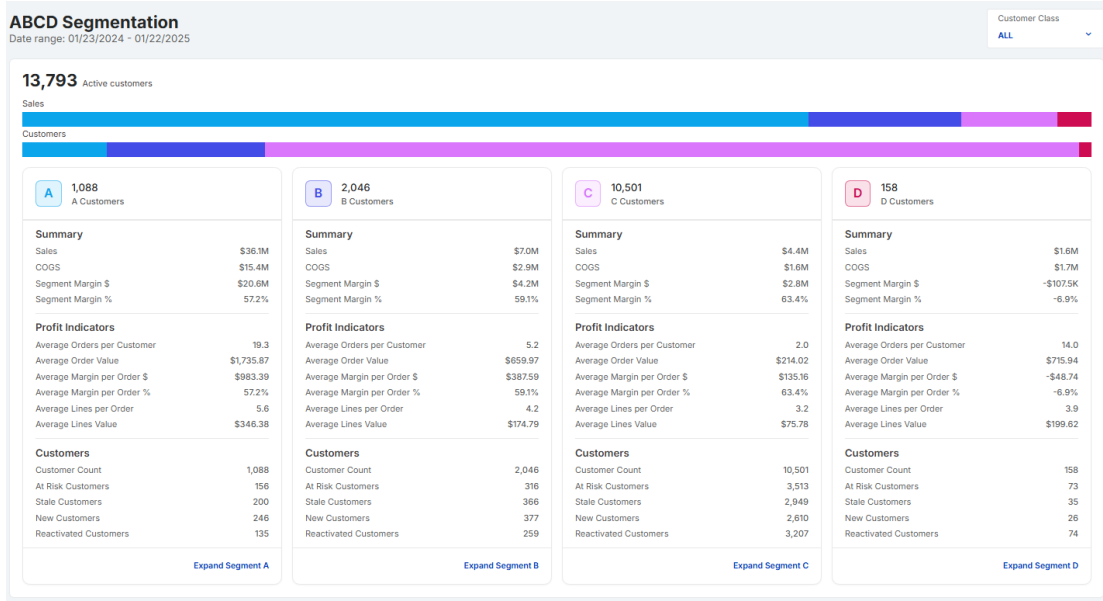 ABCD Segmentation
Date range: 01/23/2024 - 01/22/2025
Customer Class
ALL
13,793 Active customers
Sales
Customers
A
1,088
A Customers
Summary
Sales $36.1M
COGS $15.4M
Segment Margin $ $20.6M
Segment Margin % 57.2%
Profit Indicators
Average Orders per Customer 19.3
Average Order Value $1,735.87
Average Margin per Order $ $983.39
Average Margin per Order % 57.2%
Average Lines per Order 5.6
Average Lines Value $346.38
Customers
Customer Count 1,088
At Risk Customers 156
Stale Customers 200
New Customers 246
Reactivated Customers 135
Expand Segment A
B
2,046
B Customers
Summary
Sales $7.0M
COGS $2.9M
Segment Margin $ $4.2M
Segment Margin % 59.1%
Profit Indicators
Average Orders per Customer 5.2
Average Order Value $659.97
Average Margin per Order $ $387.59
Average Margin per Order % 59.1%
Average Lines per Order 4.2
Average Lines Value $174.79
Customers
Customer Count 2,046
At Risk Customers 316
Stale Customers 366
New Customers 377
Reactivated Customers 259
Expand Segment B
C
10,501
C Customers
Summary
Sales $4.4M
COGS $1.6M
Segment Margin $ $2.8M
Segment Margin % 63.4%
Profit Indicators
Average Orders per Customer 2.0
Average Order Value $214.02
Average Margin per Order $ $135.16
Average Margin per Order % 63.4%
Average Lines per Order 3.2
Average Lines Value $75.78
Customers
Customer Count 10,501
At Risk Customers 3,513
Stale Customers 2,949
New Customers 2,610
Reactivated Customers 3,207
Expand Segment C
D
158
D Customers
Summary
Sales $1.6M
COGS $1.7M
Segment Margin $ -$107.5K
Segment Margin % -6.9%
Profit Indicators
Average Orders per Customer 14.0
Average Order Value $715.94
Average Margin per Order $ -$48.74
Average Margin per Order % -6.9%
Average Lines per Order 3.9
Average Lines Value $199.62
Customers
Customer Count 158
At Risk Customers 73
Stale Customers 35
New Customers 26
Reactivated Customers 74
Expand Segment D